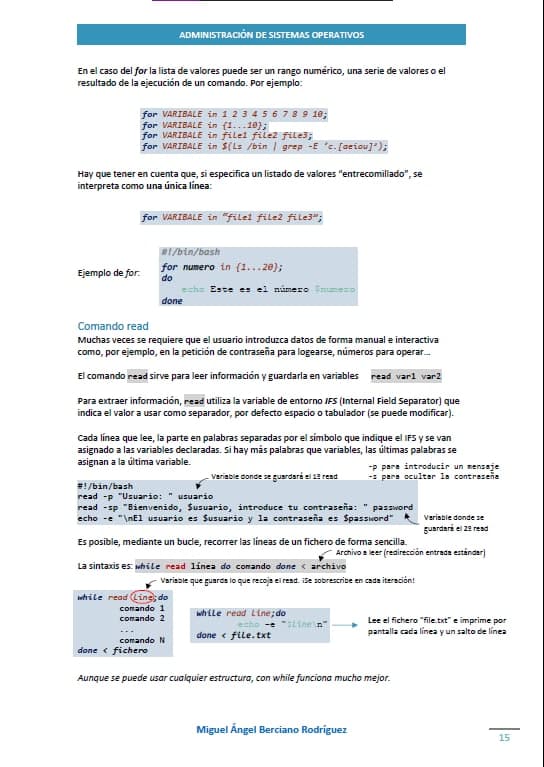 ADMINISTRACIÓN DE SISTEMAS OPERATIVOS
En el caso del for la lista de valores puede ser un rango numérico, una serie de valores o el
resultado de la ejecución de un comando. Por ejemplo:
for VARIBALE in 1 2 3 4 5 6 7 8 9 10;
for VARIBALE in {1...10};
for VARIBALE in file1 file2 file3;
for VARIBALE in $(Ls /bin | grep -E 'c.[aeiou]');
Hay que tener en cuenta que, si especifica un listado de valores "entrecomillado", se
interpreta como una única línea:
for VARIBALE in "file1 file2 file3";
Ejemplo de for:
#!/bin/bash
for numero in {1...20};
do
echo Este es el número $numero
done
Comando read
Muchas veces se requiere que el usuario introduzca datos de forma manual e interactiva
como, por ejemplo, en la petición de contraseña para logearse, números para operar...
El comando read sirve para leer información y guardarla en variables read var1 var2
Para extraer información, read utiliza la variable de entorno IFS (Internal Field Separator) que
indica el valor a usar como separador, por defecto espacio o tabulador (se puede modificar).
Cada línea que lee, la parte en palabras separadas por el símbolo que indique el IFS y se van
asignado a las variables declaradas. Si hay más palabras que variables, las últimas palabras se
asignan a la última variable.
-p para introducir un mensaje
-s para ocultar la contraseña
Variable donde se guardará el 1º read
#!/bin/bash
read -p "Usuario: " usuario
read -sp "Bienvenido, $usuario, introduce tu contraseña: " password
echo -e "\nEl usuario es $usuario y la contraseña es $password"
Variable donde se
guardará el 2º read
Es posible, mediante un bucle, recorrer las líneas de un fichero de forma sencilla.
Archivo a leer (redirección entrada estándar)
La sintaxis es: while read línea do comando done < archivo
Variable que guarda lo que recoja el read. ¡Se sobrescribe en cada iteración!
while read line;do
comando 1
comando 2
...
comando N
done < fichero
while read line;do
echo -e "$line\n"
done < file.txt
Lee el fichero "file.txt" e imprime por
pantalla cada línea y un salto de línea
Aunque se puede usar cualquier estructura, con while funciona mucho mejor.
Miguel Ángel Berciano Rodríguez
15